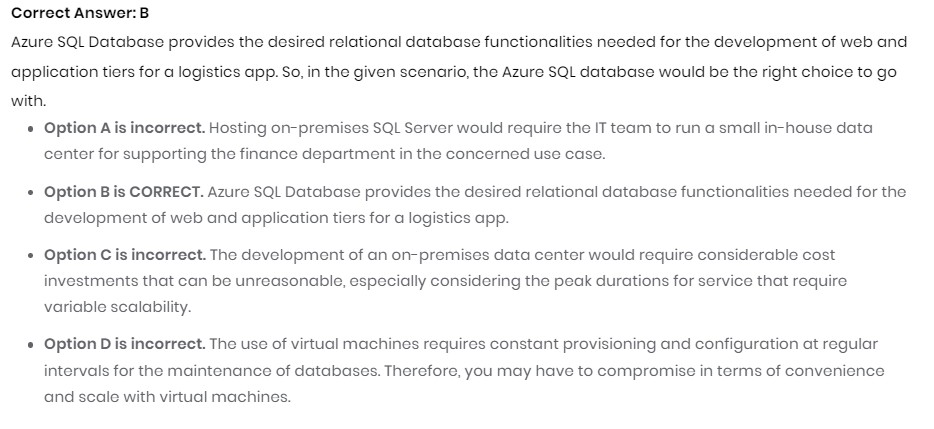 Correct Answer: B
Azure SQL Database provides the desired relational database functionalities needed for the development of web and
application tiers for a logistics app. So, in the given scenario, the Azure SQL database would be the right choice to go
with.
• Option A is incorrect. Hosting on-premises SQL Server would require the IT team to run a small in-house data
center for supporting the finance department in the concerned use case.
• Option B is CORRECT. Azure SQL Database provides the desired relational database functionalities needed for the
development of web and application tiers for a logistics app.
• Option C is incorrect. The development of an on-premises data center would require considerable cost
investments that can be unreasonable, especially considering the peak durations for service that require
variable scalability.
• Option D is incorrect. The use of virtual machines requires constant provisioning and configuration at regular
intervals for the maintenance of databases. Therefore, you may have to compromise in terms of convenience
and scale with virtual machines.